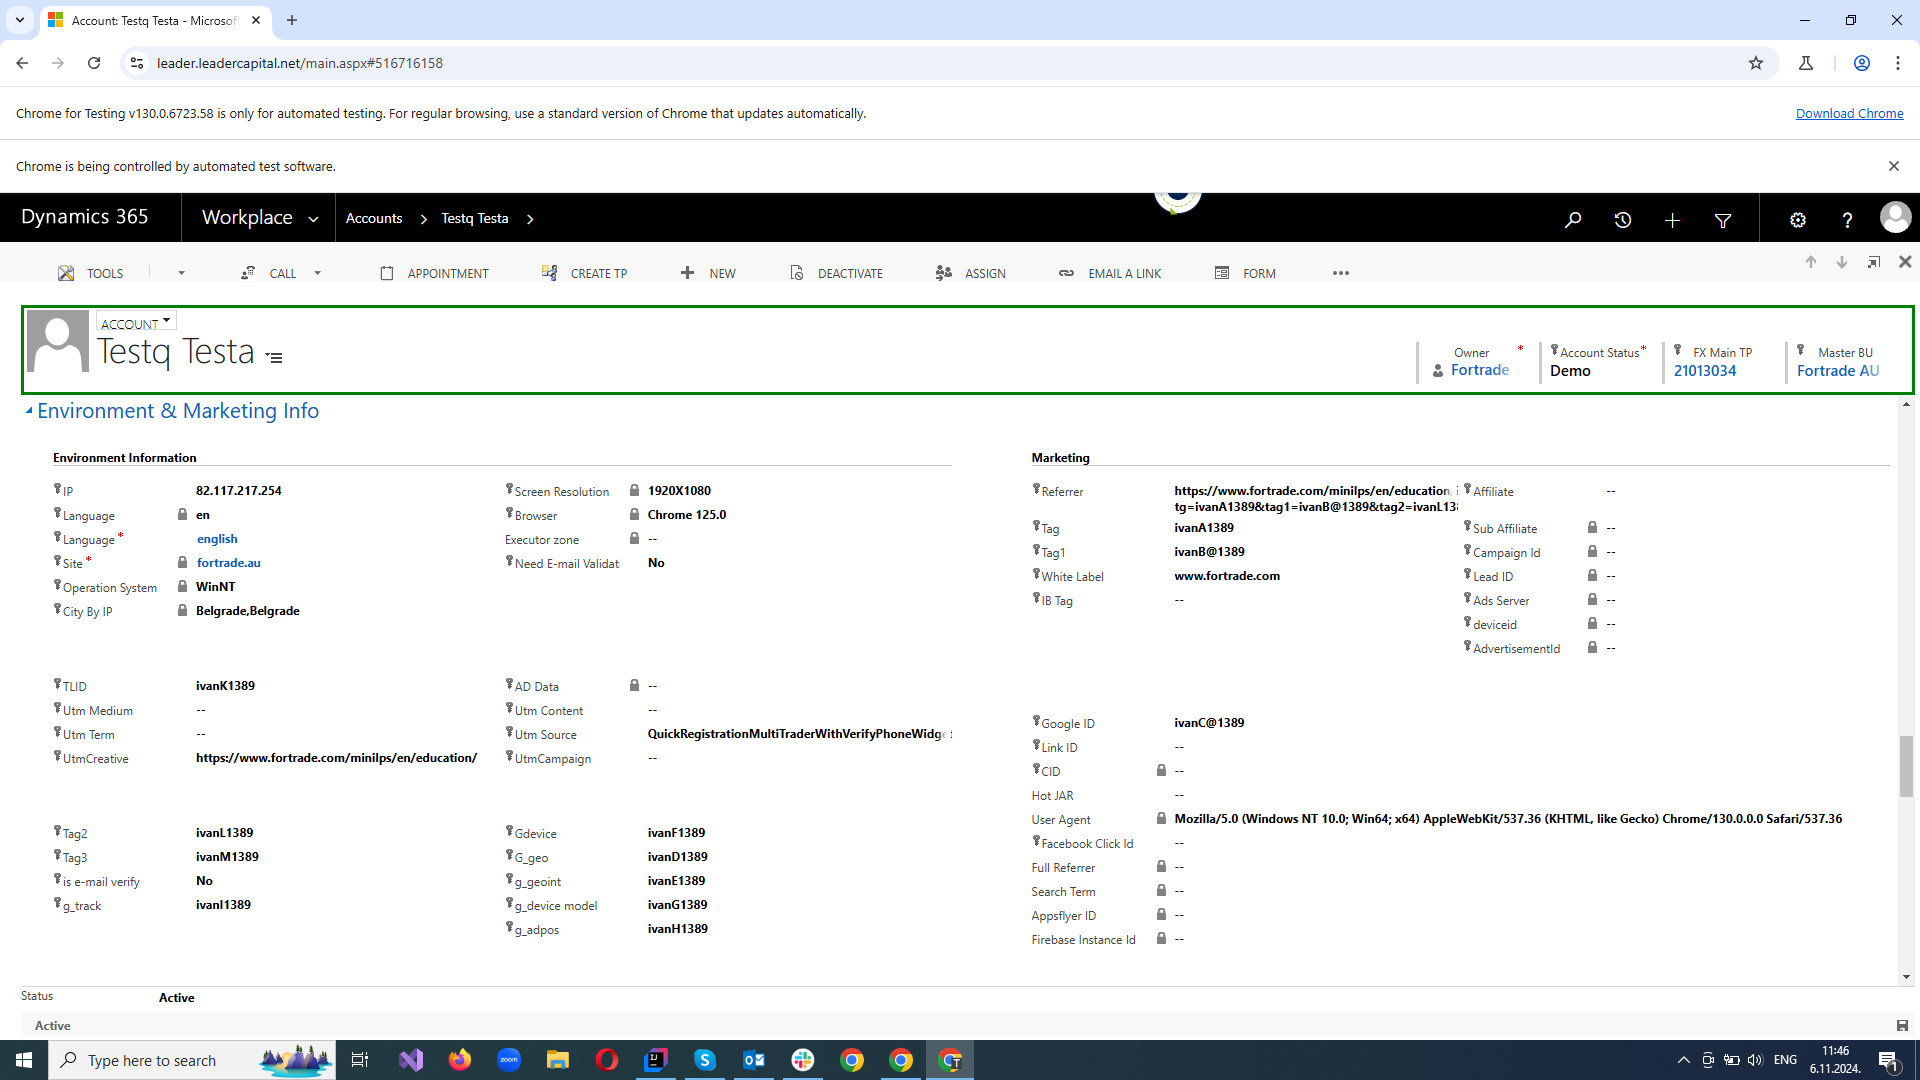 Account: Testq Testa - Microsof
leader.leadercapital.net/main.aspx#516716158
Chrome for Testing v130.0.6723.58 is only for automated testing. For regular browsing, use a standard version of Chrome that updates automatically.
Download Chrome
Chrome is being controlled by automated test software.
Dynamics 365
Workplace
Accounts
Testq Testa
TOOLS
CALL
APPOINTMENT
CREATE TP
NEW
DEACTIVATE
ASSIGN
EMAIL A LINK
FORM
ACCOUNT
Testq Testa
Owner *
Fortrade
Account Status *
Demo
FX Main TP
21013034
Master BU
Fortrade AU
Environment & Marketing Info
Environment Information
IP 82.117.217.254
Language en
Language * english
Site * fortrade.au
Operation System WinNT
City By IP Belgrade,Belgrade
Screen Resolution 1920X1080
Browser Chrome 125.0
Executor zone --
Need E-mail Validat No
TLID ivanK1389
Utm Medium --
Utm Term --
UtmCreative https://www.fortrade.com/minilps/en/education/
AD Data --
Utm Content --
Utm Source QuickRegistrationMultiTraderWithVerifyPhoneWidge
UtmCampaign --
Tag2 ivanL1389
Tag3 ivanM1389
is e-mail verify No
g_track ivanI1389
Gdevice ivanF1389
G_geo ivanD1389
g_geoint ivanE1389
g_device model ivanG1389
g_adpos ivanH1389
Marketing
Referrer https://www.fortrade.com/minilps/en/education
tg=ivanA1389&tag1=ivanB@1389&tag2=ivanL138
Tag ivanA1389
Tag1 ivanB@1389
White Label www.fortrade.com
IB Tag --
Affiliate --
Sub Affiliate --
Campaign Id --
Lead ID --
Ads Server --
deviceid --
AdvertisementId --
Google ID ivanC@1389
Link ID --
CID --
Hot JAR --
User Agent Mozilla/5.0 (Windows NT 10.0; Win64; x64) AppleWebKit/537.36 (KHTML, like Gecko) Chrome/130.0.0.0 Safari/537.36
Facebook Click Id --
Full Referrer --
Search Term --
Appsflyer ID --
Firebase Instance Id --
Status Active
Active
Type here to search
zoom
ENG
11:46
6.11.2024.
1